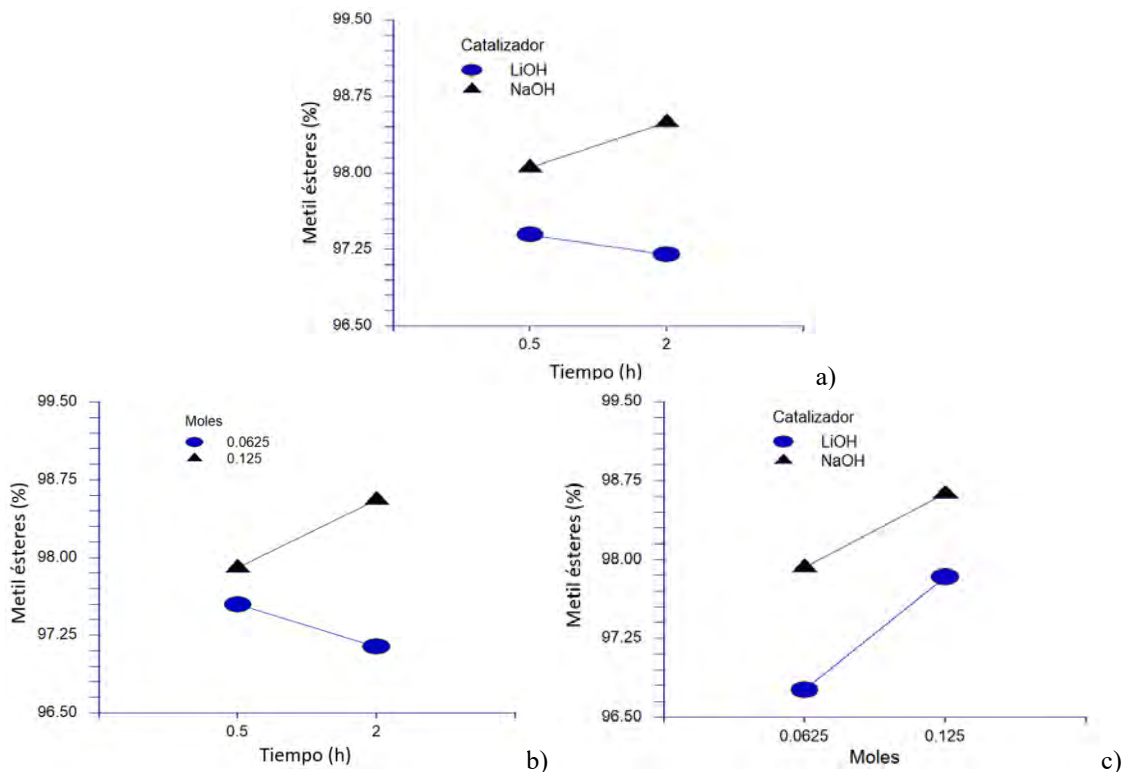 99.50
Catalizador
LiOH
98.75
NaOH
98.00
97.25
96.50
Metil ésteres (%)
0.5 2
Tiempo (h)
a)
99.50
Moles
0.0625
98.75
0.125
98.00
97.25
96.50
Metil ésteres (%)
0.5 2
Tiempo (h)
b)
99.50
Catalizador
LiOH
98.75
NaOH
98.00
97.25
96.50
Metil ésteres (%)
0.0625 0.125
Moles
c)